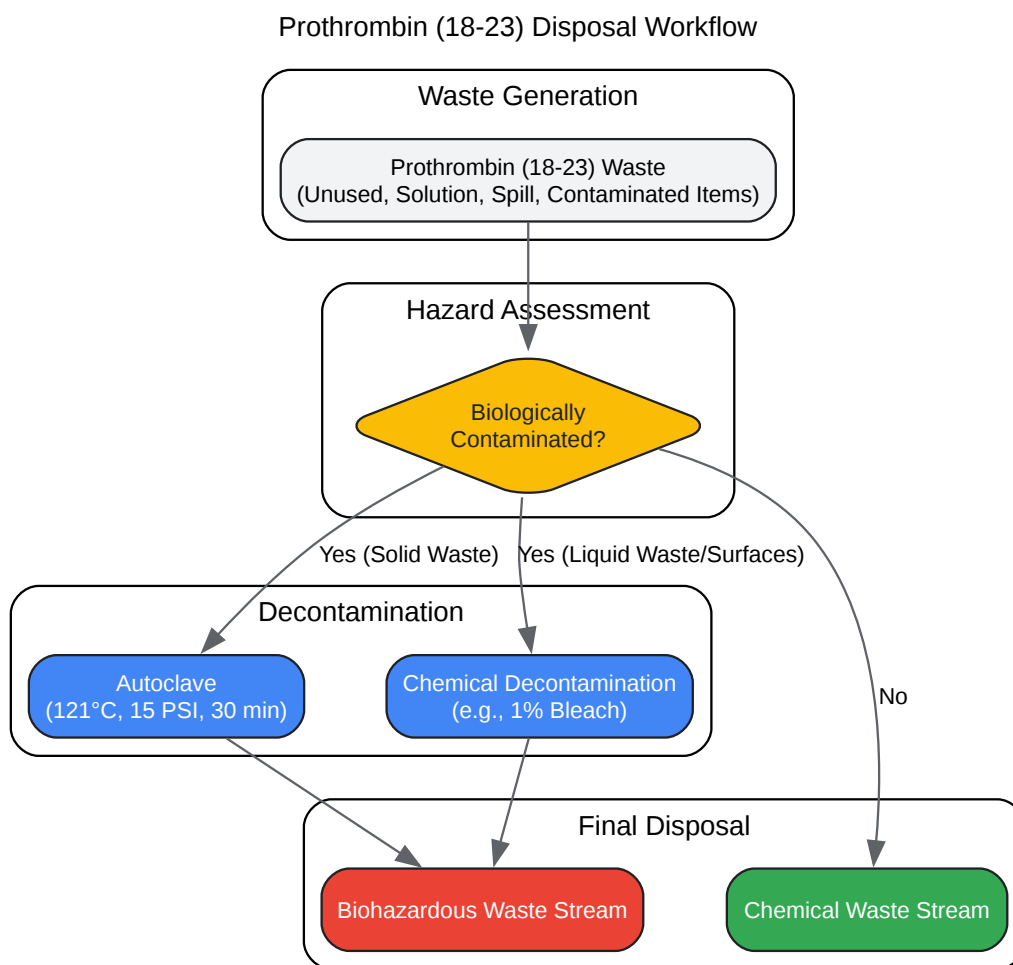 Prothrombin (18-23) Disposal Workflow
Waste Generation
Prothrombin (18-23) Waste
(Unused, Solution, Spill, Contaminated Items)
Hazard Assessment
Biologically
Contaminated?
Yes (Solid Waste)
Yes (Liquid Waste/Surfaces)
Decontamination
Autoclave
(121°C, 15 PSI, 30 min)
Chemical Decontamination
(e.g., 1% Bleach)
No
Final Disposal
Biohazardous Waste Stream
Chemical Waste Stream